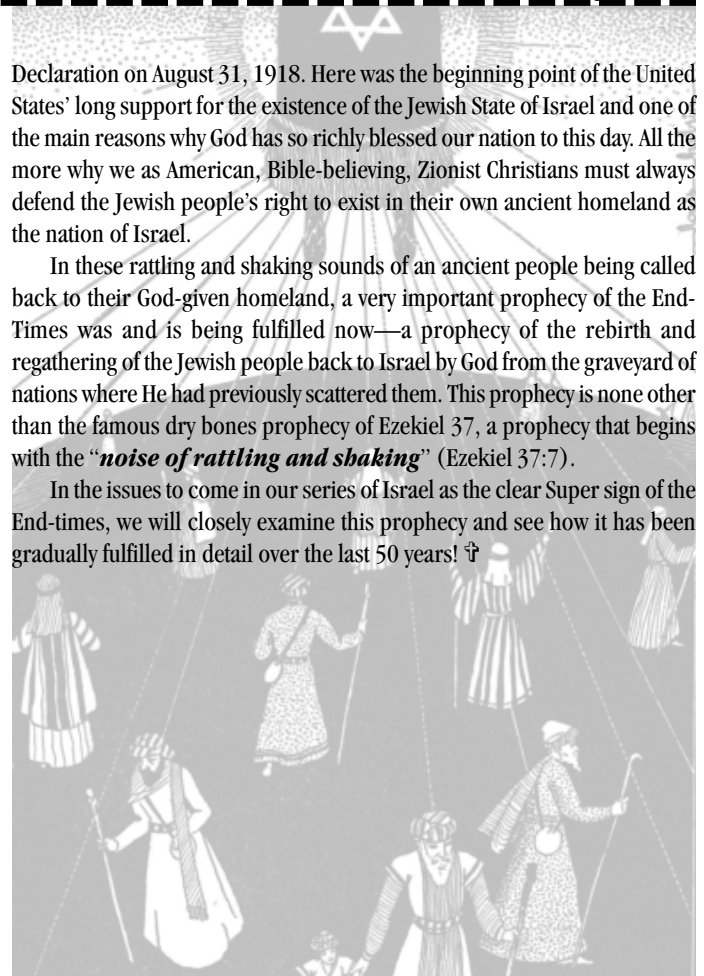 Declaration on August 31, 1918. Here was the beginning point of the United
States’ long support for the existence of the Jewish State of Israel and one of
the main reasons why God has so richly blessed our nation to this day. All the
more why we as American, Bible-believing, Zionist Christians must always
defend the Jewish people’s right to exist in their own ancient homeland as
the nation of Israel.
In these rattling and shaking sounds of an ancient people being called
back to their God-given homeland, a very important prophecy of the End-
Times was and is being fulfilled now—a prophecy of the rebirth and
regathering of the Jewish people back to Israel by God from the graveyard of
nations where He had previously scattered them. This prophecy is none other
than the famous dry bones prophecy of Ezekiel 37, a prophecy that begins
with the “noise of rattling and shaking” (Ezekiel 37:7).
In the issues to come in our series of Israel as the clear Super sign of the
End-times, we will closely examine this prophecy and see how it has been
gradually fulfilled in detail over the last 50 years! ✞